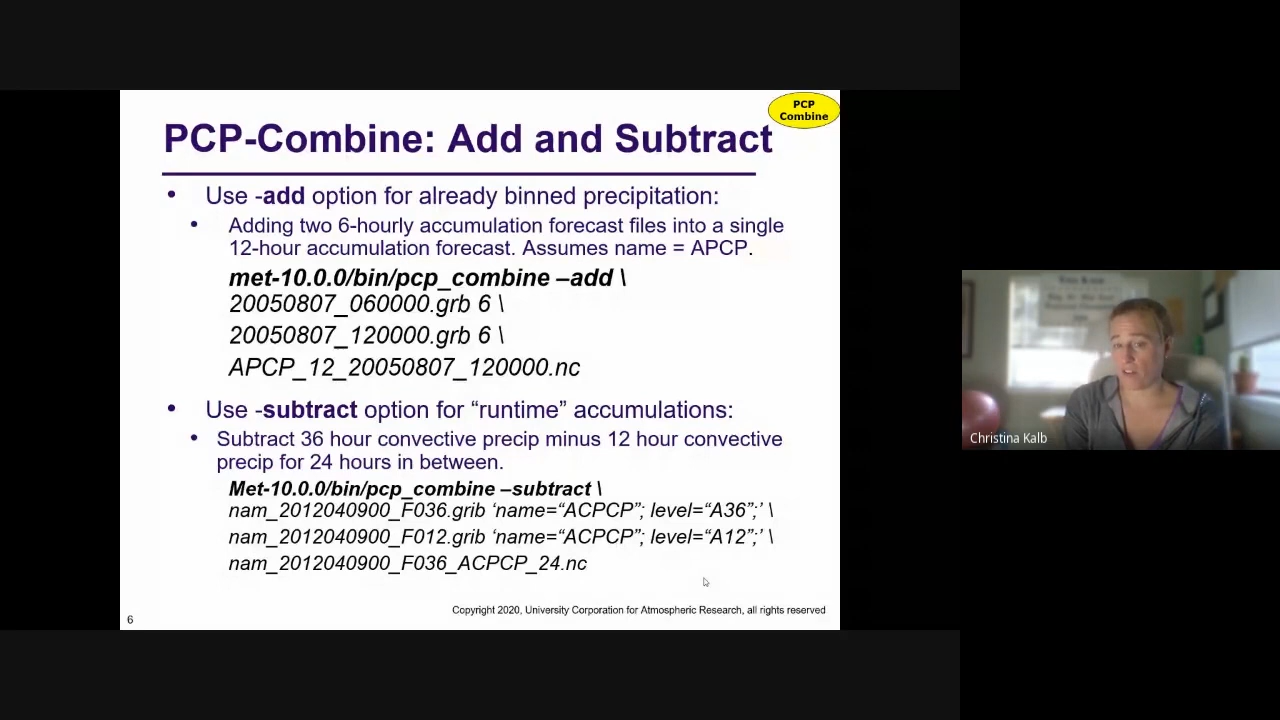 PCP
Combine
PCP-Combine: Add and Subtract
• Use -add option for already binned precipitation:
• Adding two 6-hourly accumulation forecast files into a single
12-hour accumulation forecast. Assumes name = APCP.
met-10.0.0/bin/pcp_combine –add \
20050807_060000.grb 6 \
20050807_120000.grb 6 \
APCP_12_20050807_120000.nc
• Use -subtract option for “runtime” accumulations:
• Subtract 36 hour convective precip minus 12 hour convective
precip for 24 hours in between.
Met-10.0.0/bin/pcp_combine –subtract \
nam_2012040900_F036.grib ‘name=“ACPCP”; level=“A36”;’ \
nam_2012040900_F012.grib ‘name=“ACPCP”; level=“A12”;’ \
nam_2012040900_F036_ACPCP_24.nc
Copyright 2020, University Corporation for Atmospheric Research, all rights reserved
6
Christina Kalb